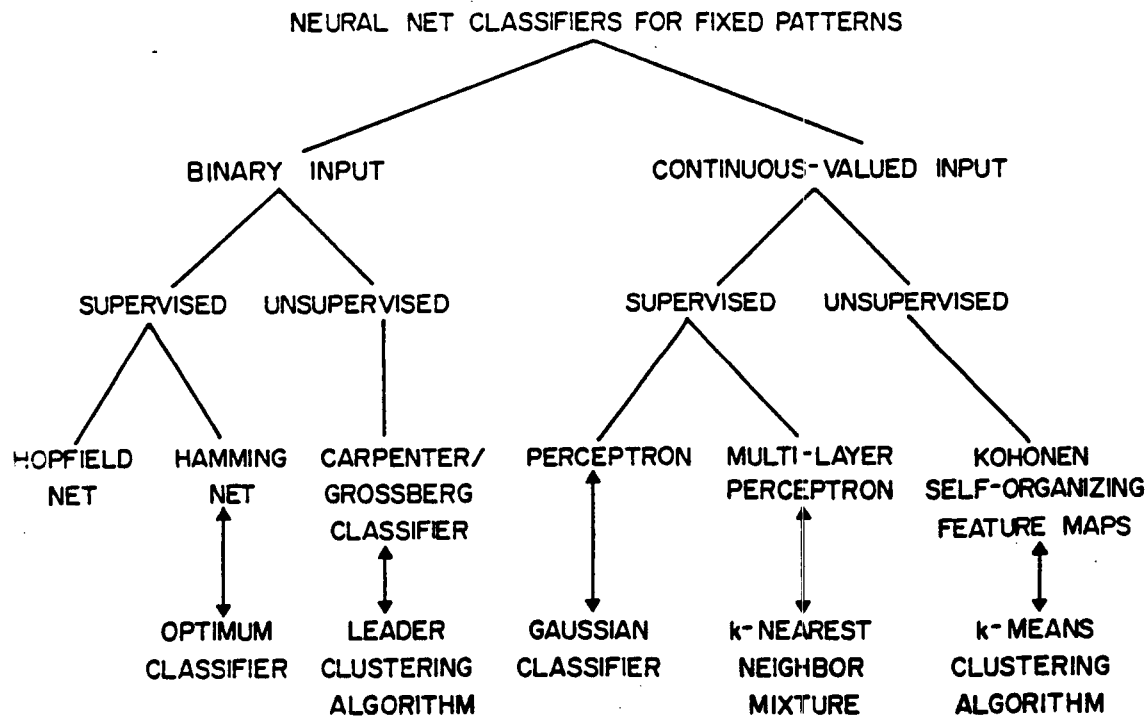 NEURAL NET CLASSIFIERS FOR FIXED PATTERNS
BINARY INPUT
CONTINUOUS-VALUED INPUT
SUPERVISED
UNSUPERVISED
SUPERVISED
UNSUPERVISED
HOPFIELD
NET
HAMMING
NET
CARPENTER/
GROSSBERG
CLASSIFIER
PERCEPTRON
MULTI-LAYER
PERCEPTRON
KOHONEN
SELF-ORGANIZING
FEATURE MAPS
OPTIMUM
CLASSIFIER
LEADER
CLUSTERING
ALGORITHM
GAUSSIAN
CLASSIFIER
k-NEAREST
NEIGHBOR
MIXTURE
k-MEANS
CLUSTERING
ALGORITHM